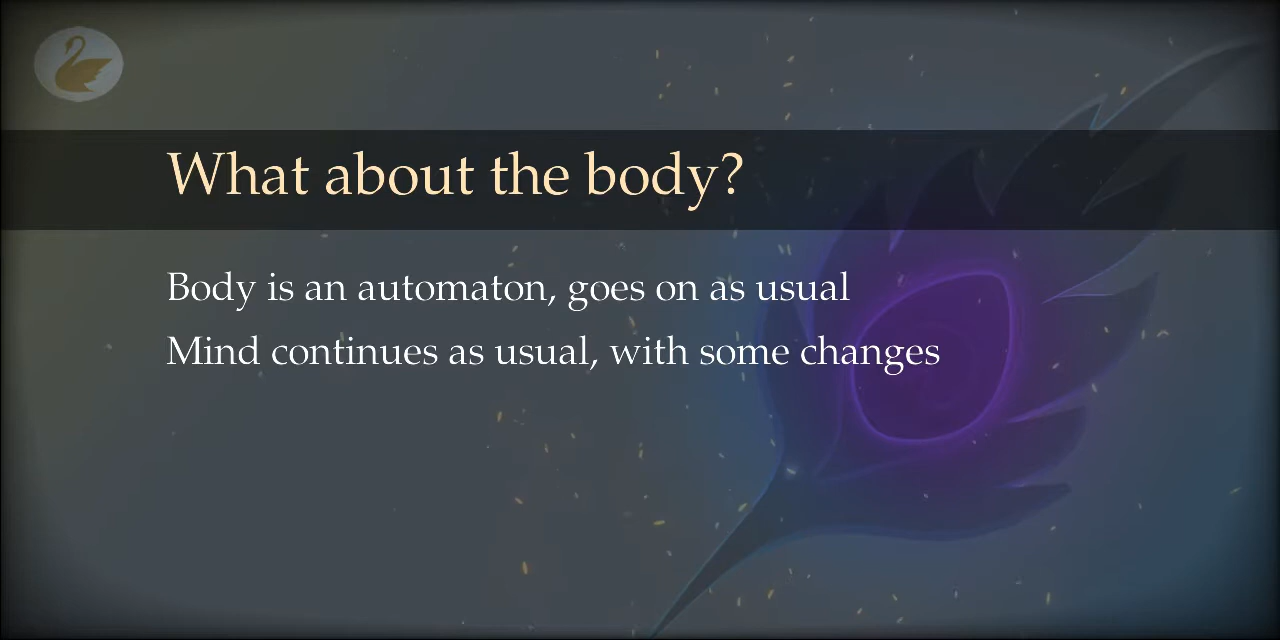 What about the body?
Body is an automaton, goes on as usual
Mind continues as usual, with some changes